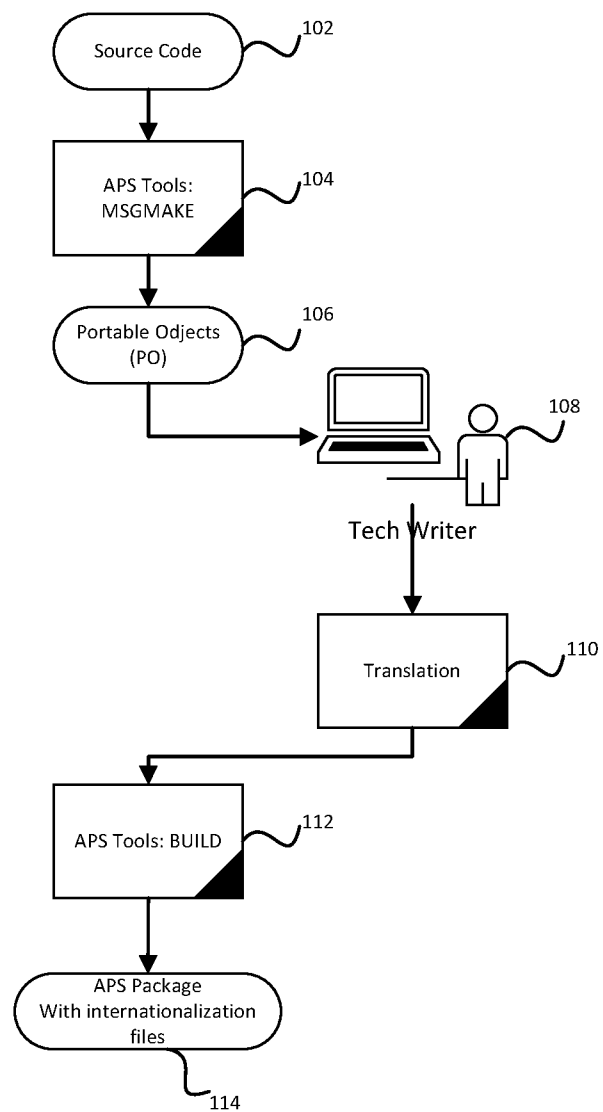 Source Code
102
APS Tools:
MSGMAKE
104
Portable Objects
(PO)
106
108
Tech Writer
Translation
110
APS Tools: BUILD
112
APS Package
With internationalization
files
114